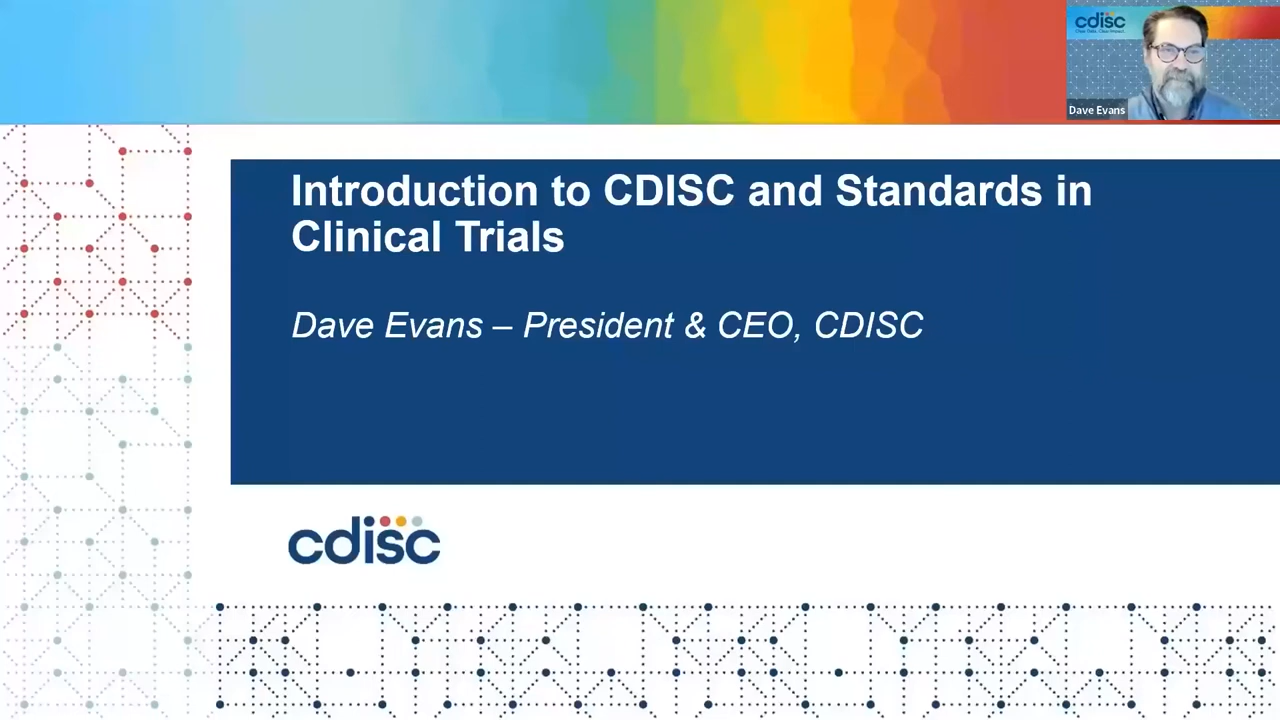 cdisc
Dave Evans
Introduction to CDISC and Standards in
Clinical Trials
Dave Evans – President & CEO, CDISC
cdisc